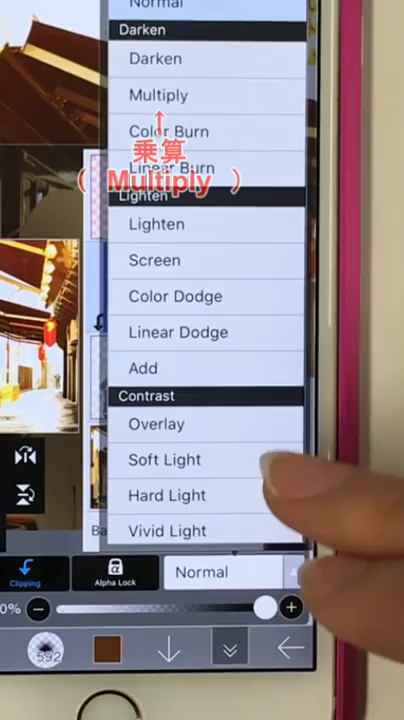 Normal
Darken
Darken
Multiply
Color Burn
乗算
Linear Burn
( Multiply )
Lighten
Lighten
Screen
Color Dodge
Linear Dodge
Add
Contrast
Overlay
Soft Light
Hard Light
Vivid Light
Ba
Clipping
Alpha Lock
Normal
0%
592